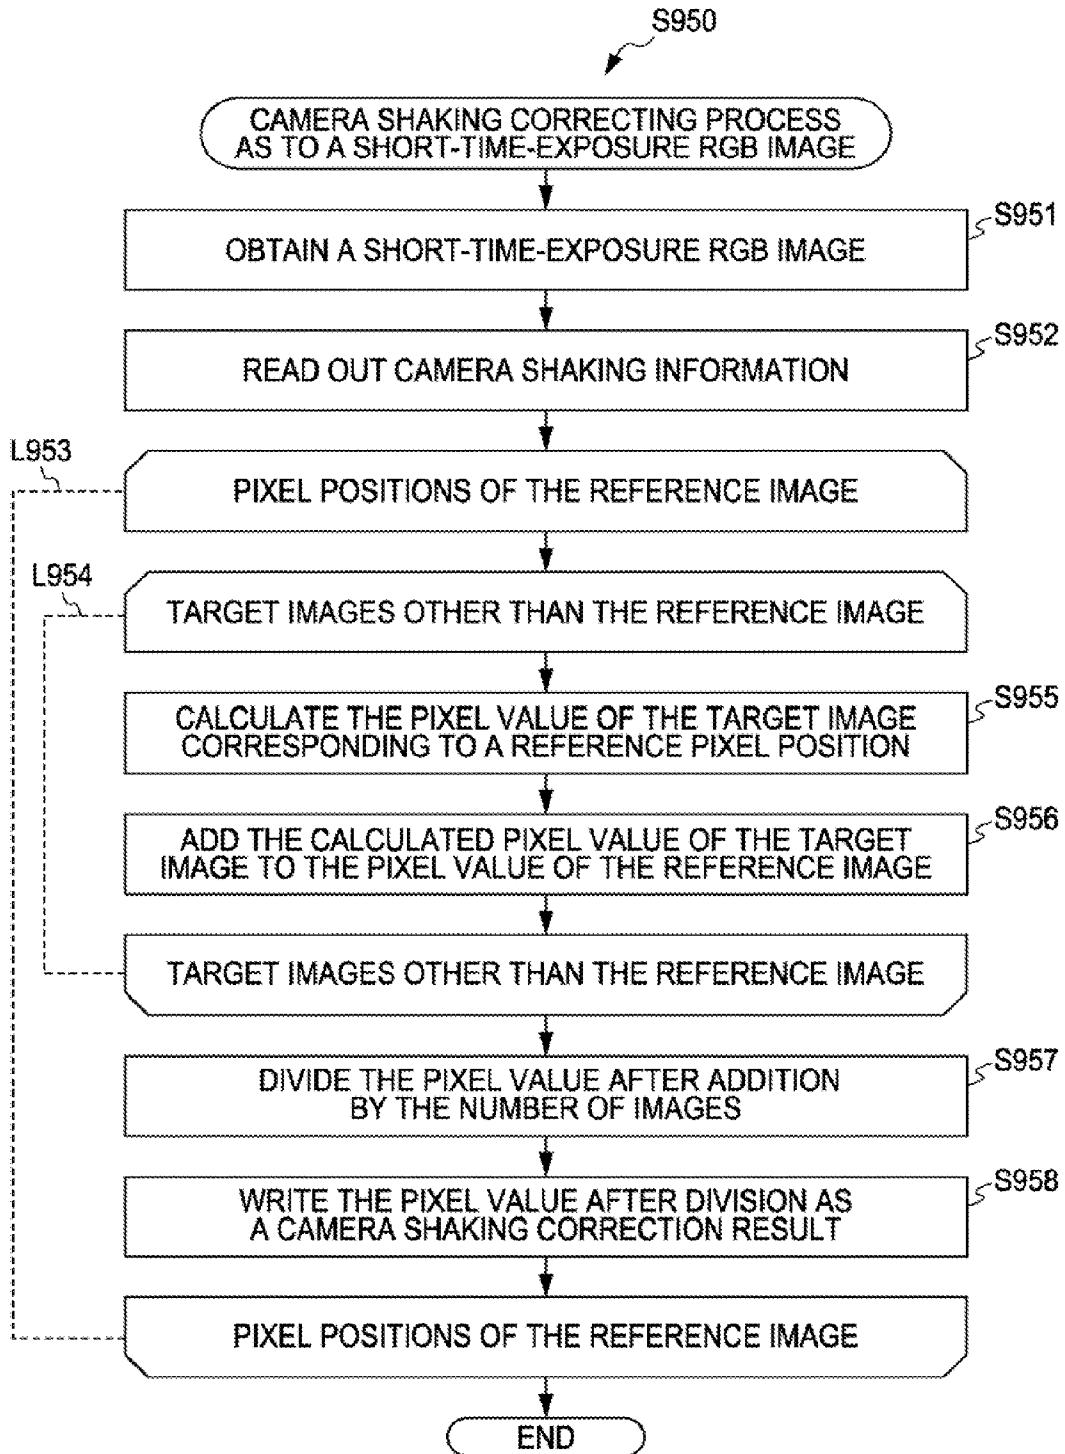 S950
CAMERA SHAKING CORRECTING PROCESS
AS TO A SHORT-TIME-EXPOSURE RGB IMAGE
S951
OBTAIN A SHORT-TIME-EXPOSURE RGB IMAGE
S952
READ OUT CAMERA SHAKING INFORMATION
L953
PIXEL POSITIONS OF THE REFERENCE IMAGE
L954
TARGET IMAGES OTHER THAN THE REFERENCE IMAGE
S955
CALCULATE THE PIXEL VALUE OF THE TARGET IMAGE
CORRESPONDING TO A REFERENCE PIXEL POSITION
S956
ADD THE CALCULATED PIXEL VALUE OF THE TARGET
IMAGE TO THE PIXEL VALUE OF THE REFERENCE IMAGE
TARGET IMAGES OTHER THAN THE REFERENCE IMAGE
S957
DIVIDE THE PIXEL VALUE AFTER ADDITION
BY THE NUMBER OF IMAGES
S958
WRITE THE PIXEL VALUE AFTER DIVISION AS
A CAMERA SHAKING CORRECTION RESULT
PIXEL POSITIONS OF THE REFERENCE IMAGE
END